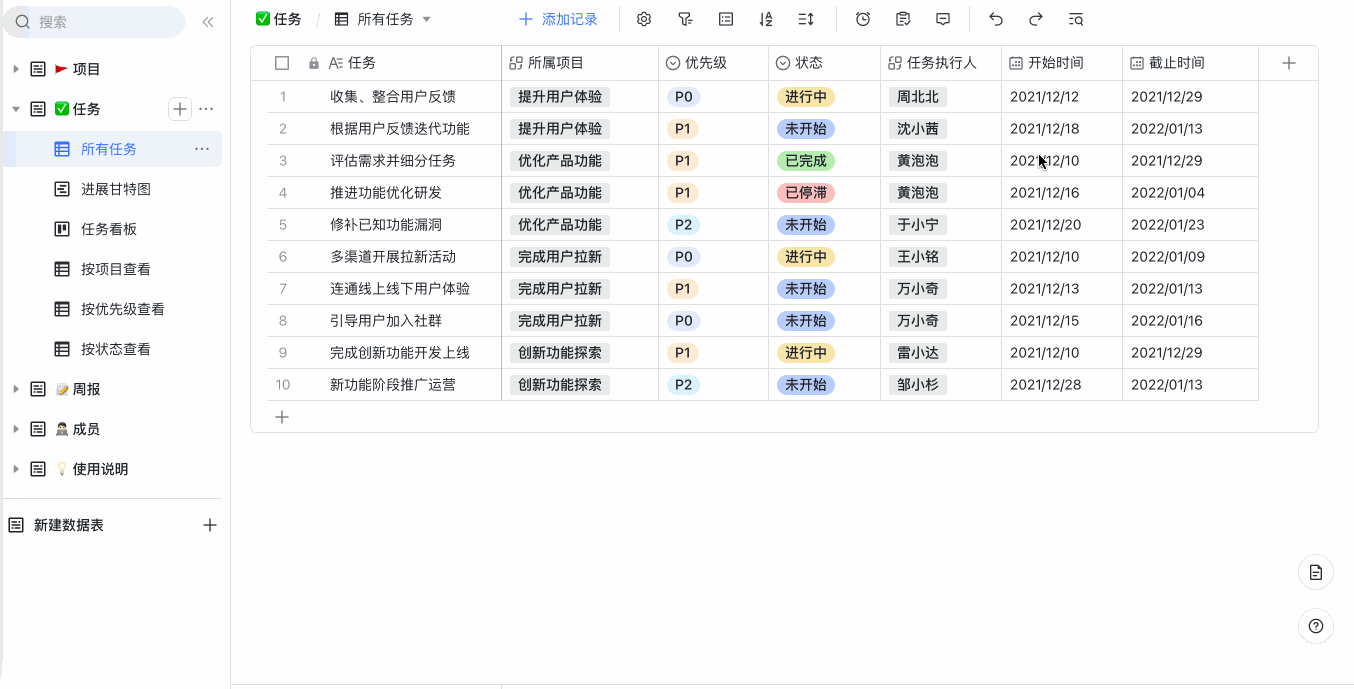 搜索
项目
任务
所有任务
进展甘特图
任务看板
按项目查看
按优先级查看
按状态查看
周报
成员
使用说明
新建数据表
任务 / 所有任务 添加记录
任务 所属项目 优先级 状态 任务执行人 开始时间 截止时间
1 收集、整合用户反馈 提升用户体验 P0 进行中 周北北 2021/12/12 2021/12/29
2 根据用户反馈迭代功能 提升用户体验 P1 未开始 沈小茜 2021/12/18 2022/01/13
3 评估需求并细分任务 优化产品功能 P1 已完成 黄泡泡 2021/12/10 2021/12/29
4 推进功能优化研发 优化产品功能 P1 已停滞 黄泡泡 2021/12/16 2022/01/04
5 修补已知功能漏洞 优化产品功能 P2 未开始 于小宁 2021/12/20 2022/01/23
6 多渠道开展拉新活动 完成用户拉新 P0 进行中 王小铭 2021/12/10 2022/01/09
7 连通线上线下用户体验 完成用户拉新 P1 未开始 万小奇 2021/12/13 2022/01/13
8 引导用户加入社群 完成用户拉新 P0 未开始 万小奇 2021/12/15 2022/01/16
9 完成创新功能开发上线 创新功能探索 P1 进行中 雷小达 2021/12/10 2021/12/29
10 新功能阶段推广运营 创新功能探索 P2 未开始 邹小杉 2021/12/28 2022/01/13